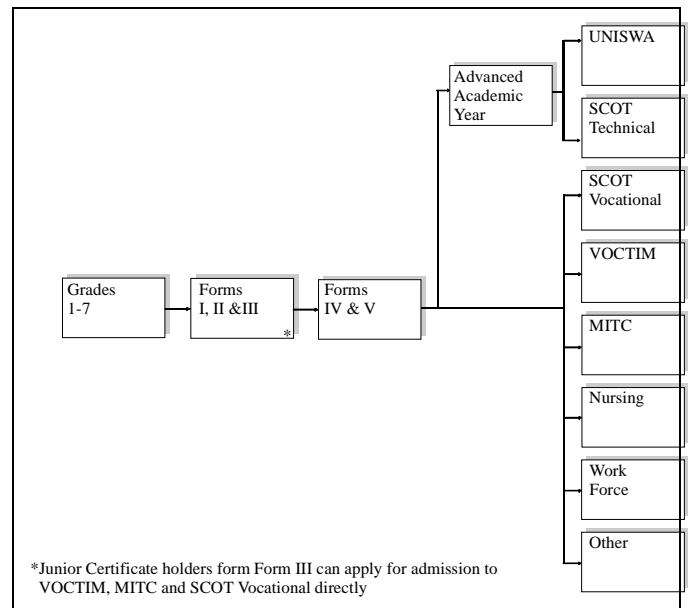 UNISWA
Advanced
Academic
Year
SCOT
Technical
SCOT
Vocational
VOCTIM
Grades
1-7
Forms
I, II &III
*
Forms
IV & V
MITC
Nursing
Work
Force
Other
*Junior Certificate holders form Form III can apply for admission to
VOCTIM, MITC and SCOT Vocational directly